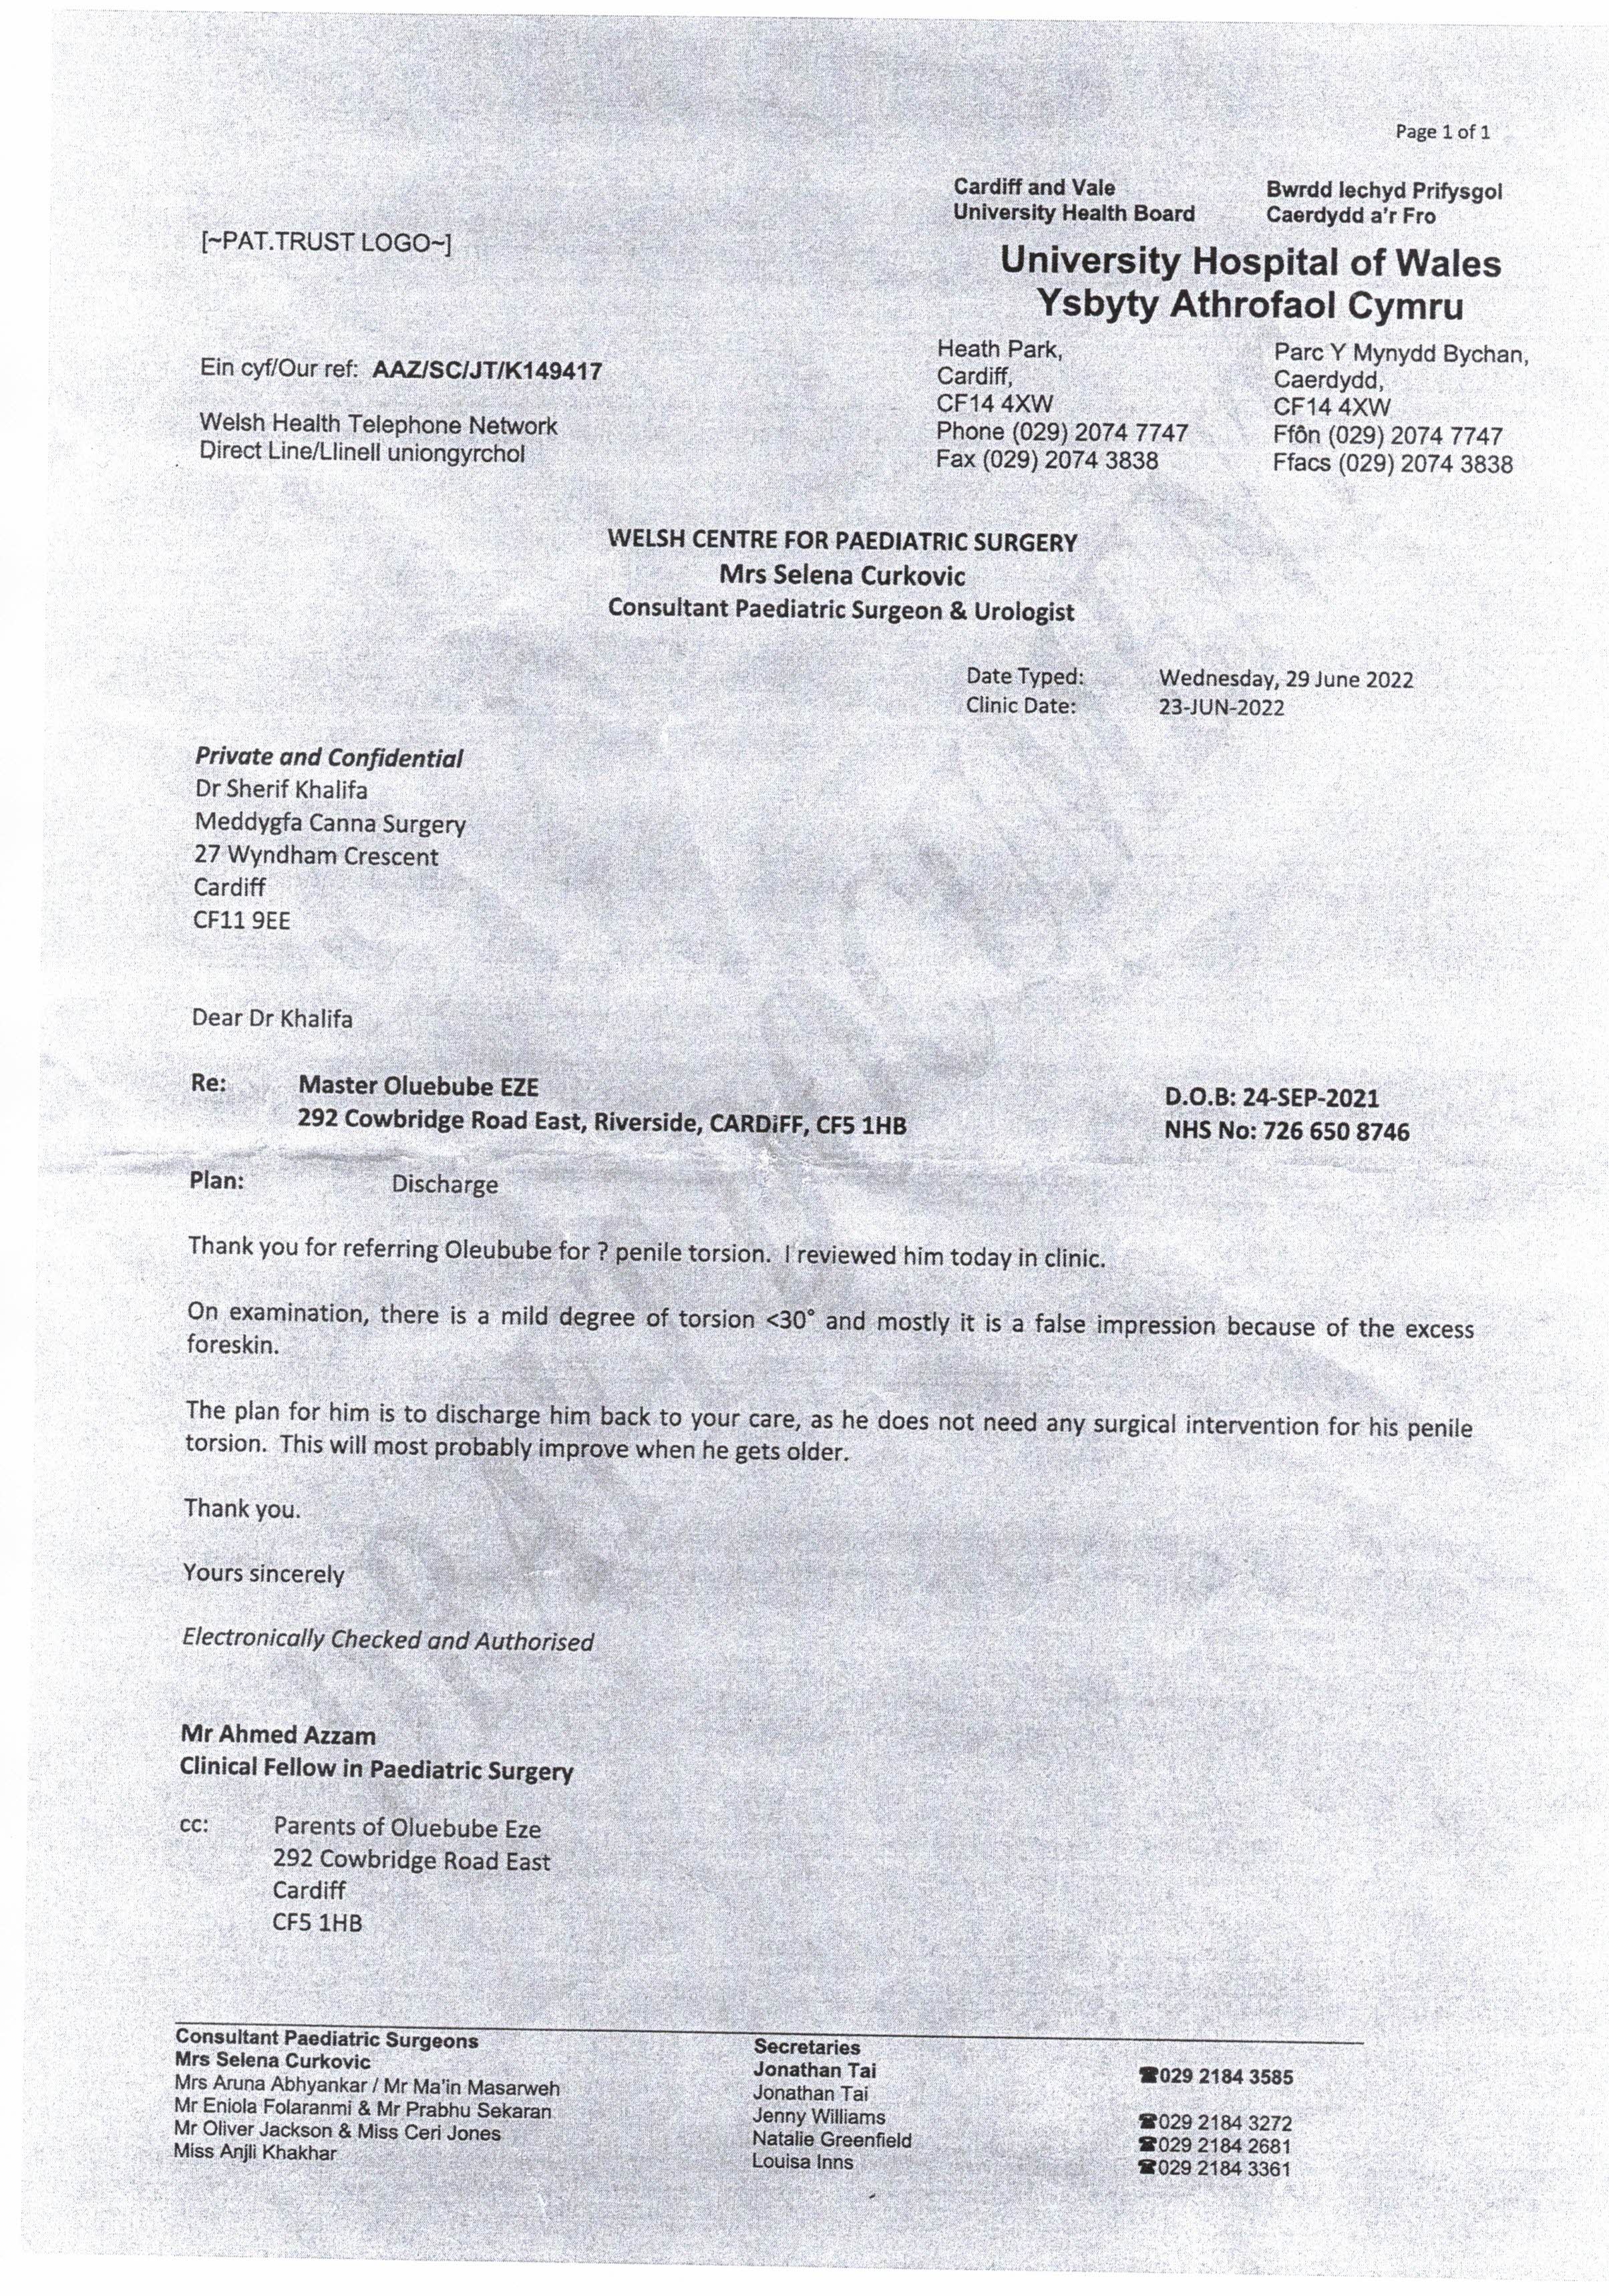 Page 1 of 1
Cardiff and Vale
University Health Board
Bwrdd Iechyd Prifysgol
Caerdydd a'r Fro
[~PAT.TRUST LOGO~]
University Hospital of Wales
Ysbyty Athrofaol Cymru
Heath Park,
Cardiff,
CF14 4XW
Phone (029) 2074 7747
Fax (029) 2074 3838
Parc Y Mynydd Bychan,
Caerdydd,
CF14 4XW
Ffôn (029) 2074 7747
Ffacs (029) 2074 3838
Ein cyf/Our ref: AAZ/SC/JT/K149417
Welsh Health Telephone Network
Direct Line/Llinell uniongyrchol
WELSH CENTRE FOR PAEDIATRIC SURGERY
Mrs Selena Curkovic
Consultant Paediatric Surgeon & Urologist
Date Typed: Wednesday, 29 June 2022
Clinic Date: 23-JUN-2022
Private and Confidential
Dr Sherif Khalifa
Meddygfa Canna Surgery
27 Wyndham Crescent
Cardiff
CF11 9EE
Dear Dr Khalifa
Re: Master Oluebube EZE
292 Cowbridge Road East, Riverside, CARDiFF, CF5 1HB
D.O.B: 24-SEP-2021
NHS No: 726 650 8746
Plan: Discharge
Thank you for referring Oleubube for ? penile torsion. I reviewed him today in clinic.
On examination, there is a mild degree of torsion <30° and mostly it is a false impression because of the excess
foreskin.
The plan for him is to discharge him back to your care, as he does not need any surgical intervention for his penile
torsion. This will most probably improve when he gets older.
Thank you.
Yours sincerely
Electronically Checked and Authorised
Mr Ahmed Azzam
Clinical Fellow in Paediatric Surgery
cc: Parents of Oluebube Eze
292 Cowbridge Road East
Cardiff
CF5 1HB
Consultant Paediatric Surgeons
Mrs Selena Curkovic
Mrs Aruna Abhyankar / Mr Ma'in Masarweh
Mr Eniola Folaranmi & Mr Prabhu Sekaran
Mr Oliver Jackson & Miss Ceri Jones
Miss Anjli Khakhar
Secretaries
Jonathan Tai
Jonathan Tai
Jenny Williams
Natalie Greenfield
Louisa Inns
☎029 2184 3585
☎029 2184 3272
☎029 2184 2681
☎029 2184 3361